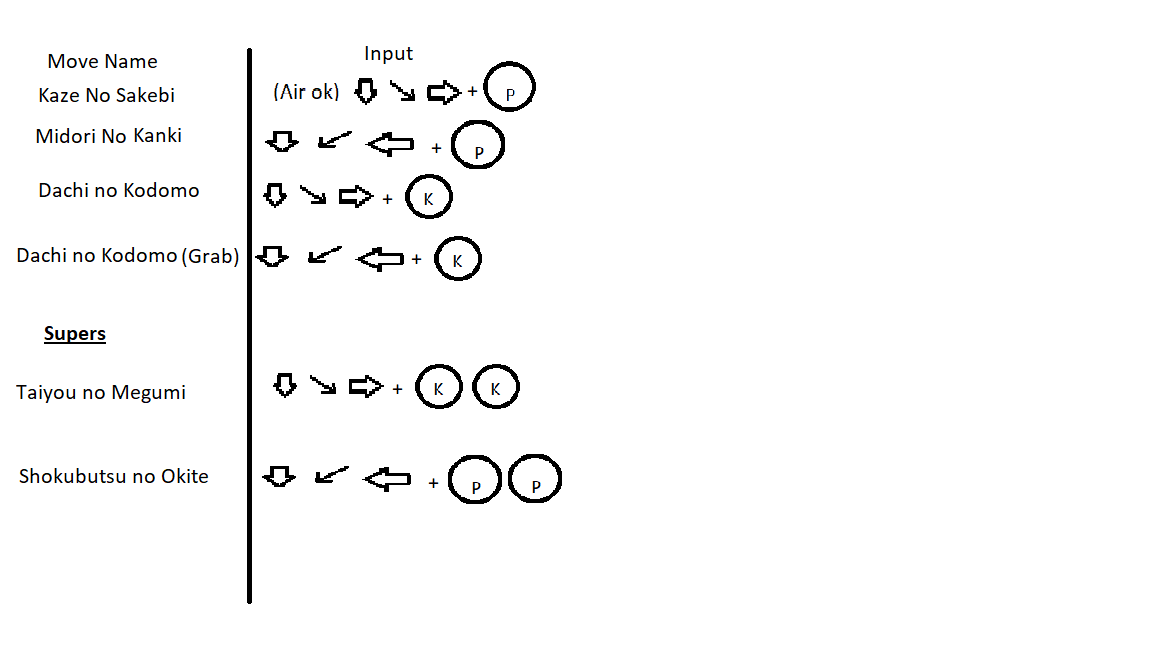 Move Name Input
Kaze No Sakebi (Air ok) + P
Midori No Kanki + P
Dachi no Kodomo + K
Dachi no Kodomo (Grab) + K
Supers
Taiyou no Megumi + K K
Shokubutsu no Okite + P P